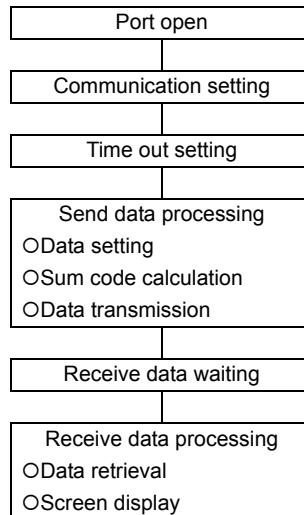 Port open
Communication setting
Time out setting
Send data processing
○Data setting
○Sum code calculation
○Data transmission
Receive data waiting
Receive data processing
○Data retrieval
○Screen display